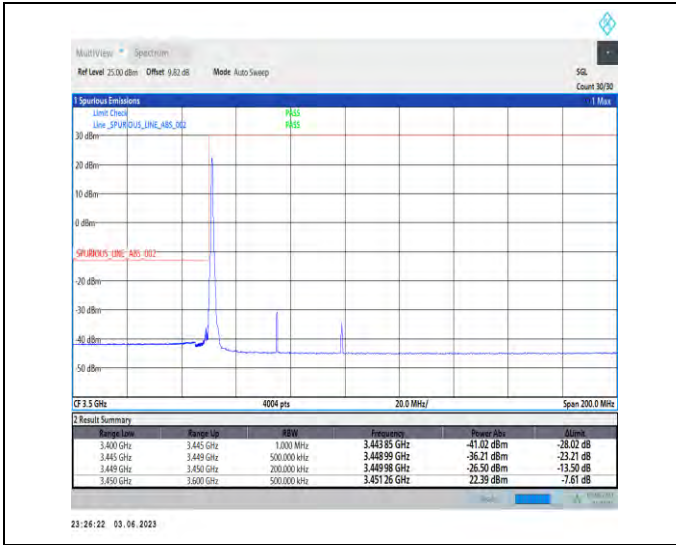 MultiView Spectrum
Ref Level 25.00 dBm Offset 9.82 dB Mode Auto Sweep SGL
Count 30/30
1 Spurious Emissions 1 Max
Limit Check PASS
Line _SPURIOUS_LINE_ABS_002 PASS
30 dBm
20 dBm
10 dBm
0 dBm
_SPURIOUS_LINE_ABS_002
-20 dBm
-30 dBm
-40 dBm
-50 dBm
CF 3.5 GHz 4004 pts 20.0 MHz/ Span 200.0 MHz
2 Result Summary
Range Low Range Up RBW Frequency Power Abs ΔLimit
3.400 GHz 3.445 GHz 1.000 MHz 3.443 85 GHz -41.02 dBm -28.02 dB
3.445 GHz 3.449 GHz 500.000 kHz 3.448 99 GHz -36.21 dBm -23.21 dB
3.449 GHz 3.450 GHz 200.000 kHz 3.449 98 GHz -26.50 dBm -13.50 dB
3.450 GHz 3.600 GHz 500.000 kHz 3.451 26 GHz 22.39 dBm -7.61 dB
23:26:22 03.06.2023